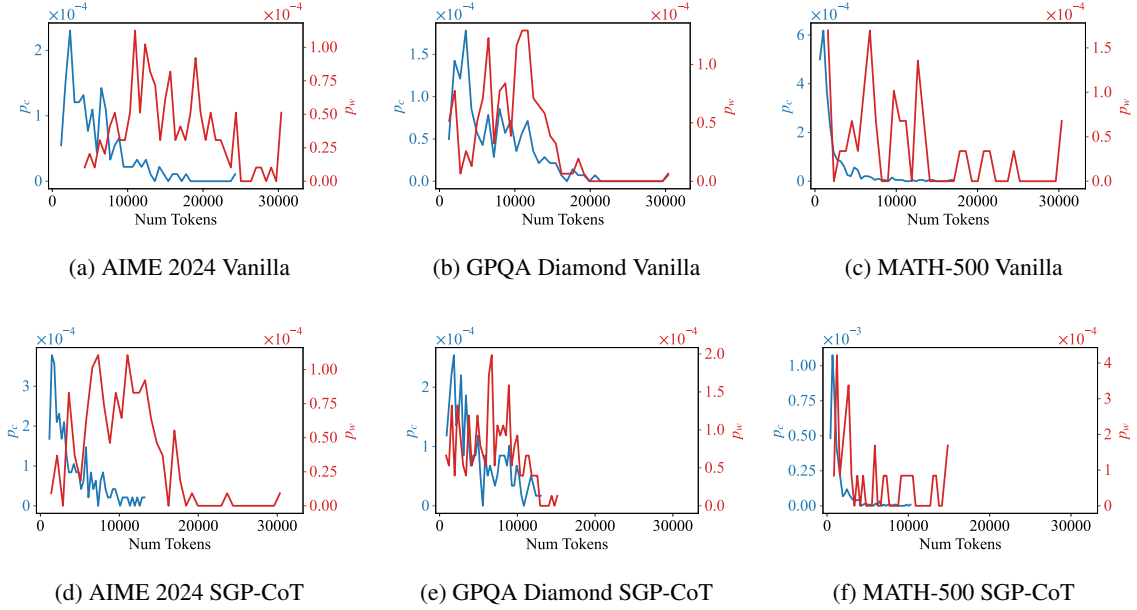 ×10⁻⁴ ×10⁻⁴
2
1
0
p_c
1.00
0.75
0.50
0.25
0.00
p_w
0 10000 20000 30000
Num Tokens
(a) AIME 2024 Vanilla
×10⁻⁴ ×10⁻⁴
1.5
1.0
0.5
0.0
p_c
1.0
0.5
0.0
p_w
0 10000 20000 30000
Num Tokens
(b) GPQA Diamond Vanilla
×10⁻⁴ ×10⁻⁴
6
4
2
0
p_c
1.5
1.0
0.5
0.0
p_w
0 10000 20000 30000
Num Tokens
(c) MATH-500 Vanilla
×10⁻⁴ ×10⁻⁴
3
2
1
0
p_c
1.00
0.75
0.50
0.25
0.00
p_w
0 10000 20000 30000
Num Tokens
(d) AIME 2024 SGP-CoT
×10⁻⁴ ×10⁻⁴
2
1
0
p_c
2.0
1.5
1.0
0.5
0.0
p_w
0 10000 20000 30000
Num Tokens
(e) GPQA Diamond SGP-CoT
×10⁻³ ×10⁻⁴
1.00
0.75
0.50
0.25
0.00
p_c
4
3
2
1
0
p_w
0 10000 20000 30000
Num Tokens
(f) MATH-500 SGP-CoT